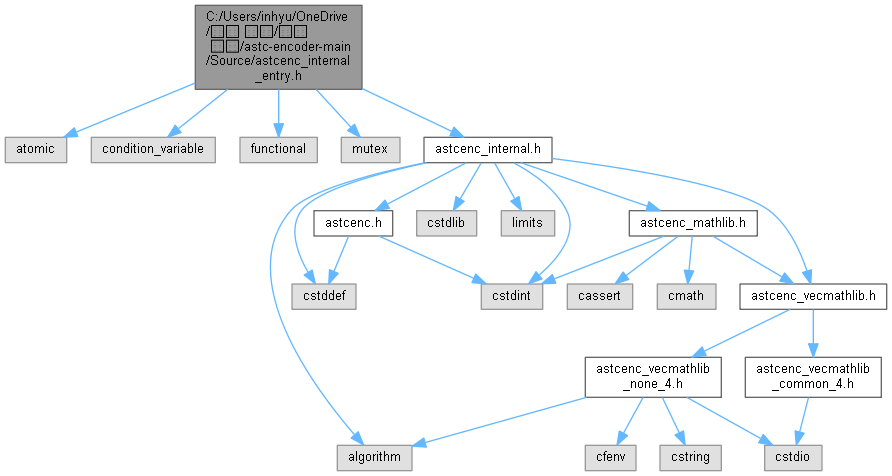 C:/Users/inhyu/OneDrive
/□□ □□/□□
□□/astc-encoder-main
/Source/astcenc_internal
_entry.h
atomic
condition_variable
functional
mutex
astcenc_internal.h
astcenc.h
cstdlib
limits
astcenc_mathlib.h
cstddef
cstdint
cassert
cmath
astcenc_vecmathlib.h
astcenc_vecmathlib
_none_4.h
astcenc_vecmathlib
_common_4.h
algorithm
cfenv
cstring
cstdio